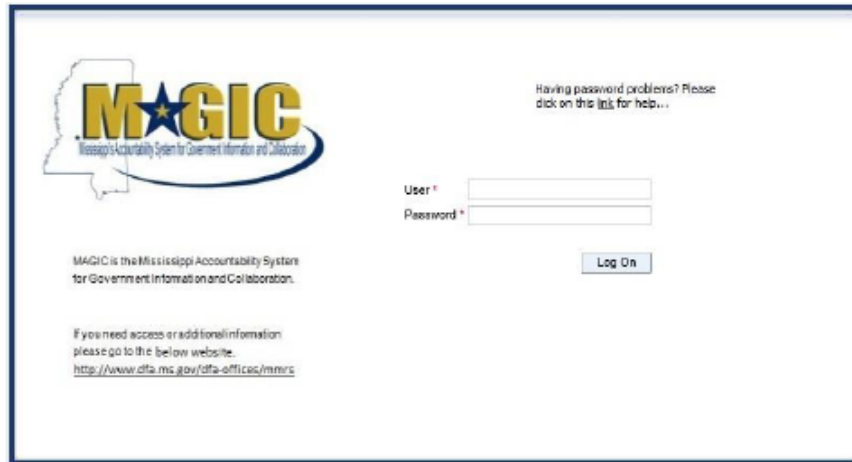 MAGIC
Mississippi's Accountability System for Government Information and Collaboration
Having password problems? Please
click on this link for help...
User *
Password *
Log On
MAGIC is the Mississippi Accountability System
for Government Information and Collaboration.
If you need access or additional information
please go to the below website.
http://www.dfa.ms.gov/dfa-offices/mmrs